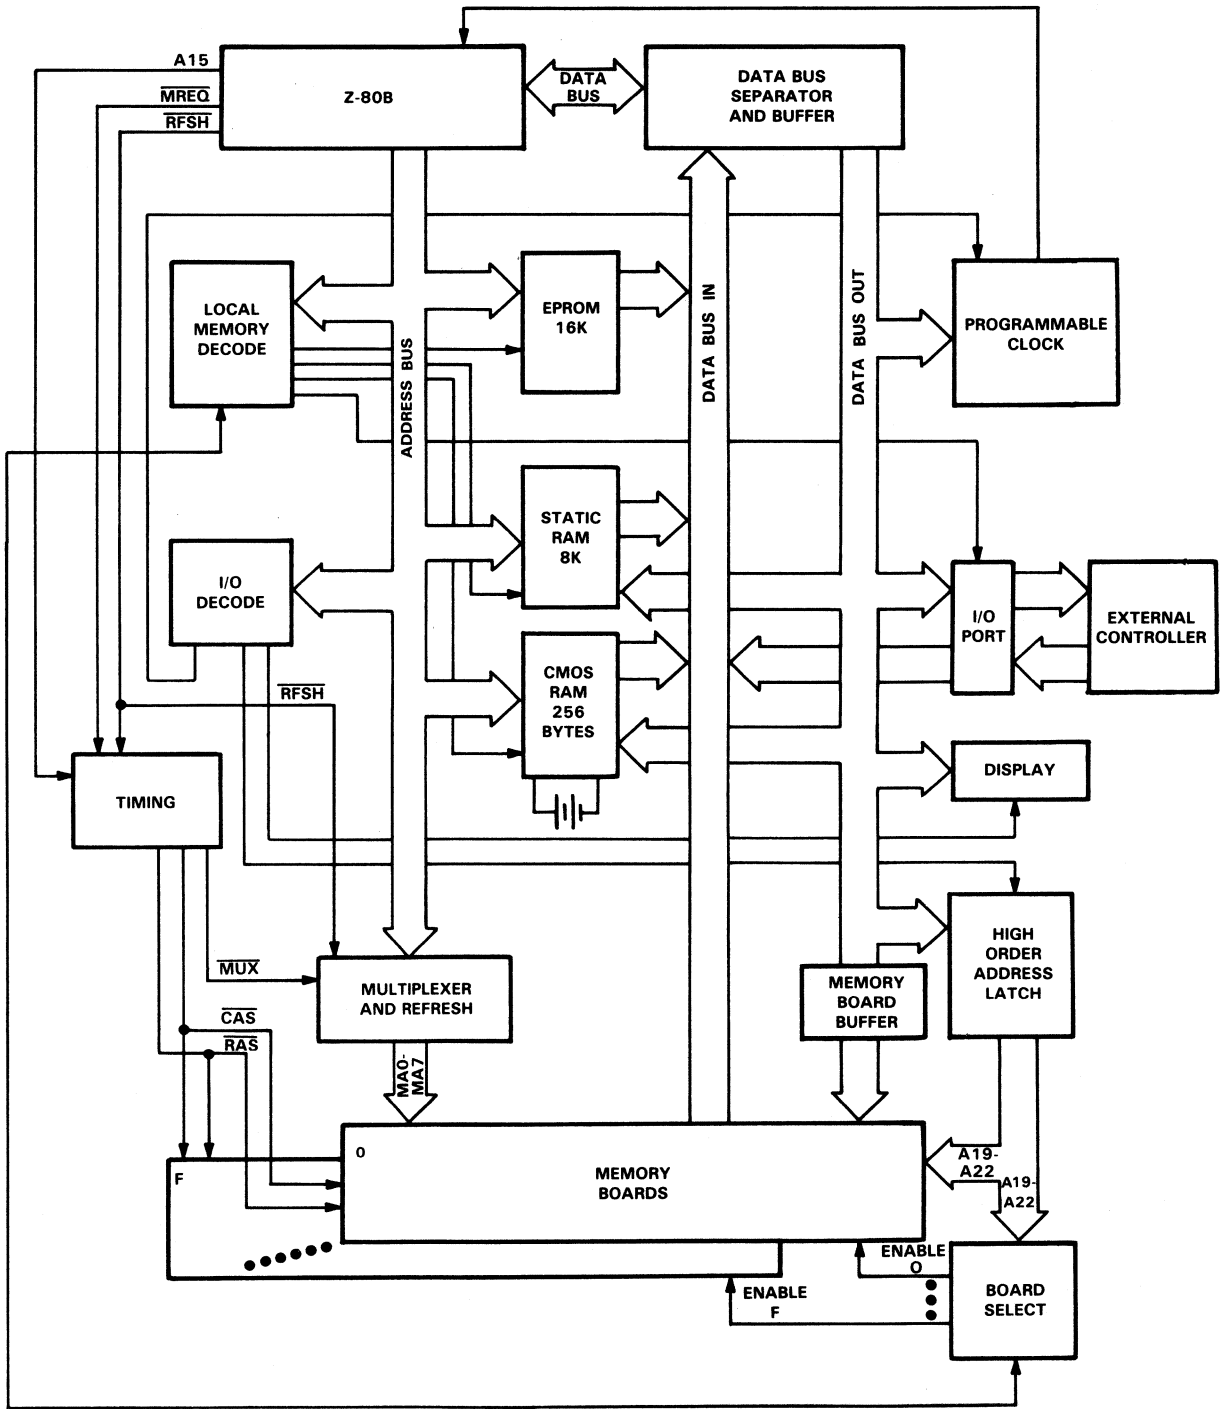 A15
MREQ
RFSH
Z-80B
DATA
BUS
DATA BUS
SEPARATOR
AND BUFFER
LOCAL
MEMORY
DECODE
ADDRESS BUS
EPROM
16K
DATA BUS IN
DATA BUS OUT
PROGRAMMABLE
CLOCK
STATIC
RAM
8K
I/O
DECODE
I/O
PORT
EXTERNAL
CONTROLLER
RFSH
CMOS
RAM
256
BYTES
DISPLAY
TIMING
HIGH
ORDER
ADDRESS
LATCH
MUX
MULTIPLEXER
AND REFRESH
MEMORY
BOARD
BUFFER
CAS
RAS
MA0-
MA7
F
0
MEMORY
BOARDS
A19-
A22
A19-
A22
ENABLE
O
ENABLE
F
BOARD
SELECT